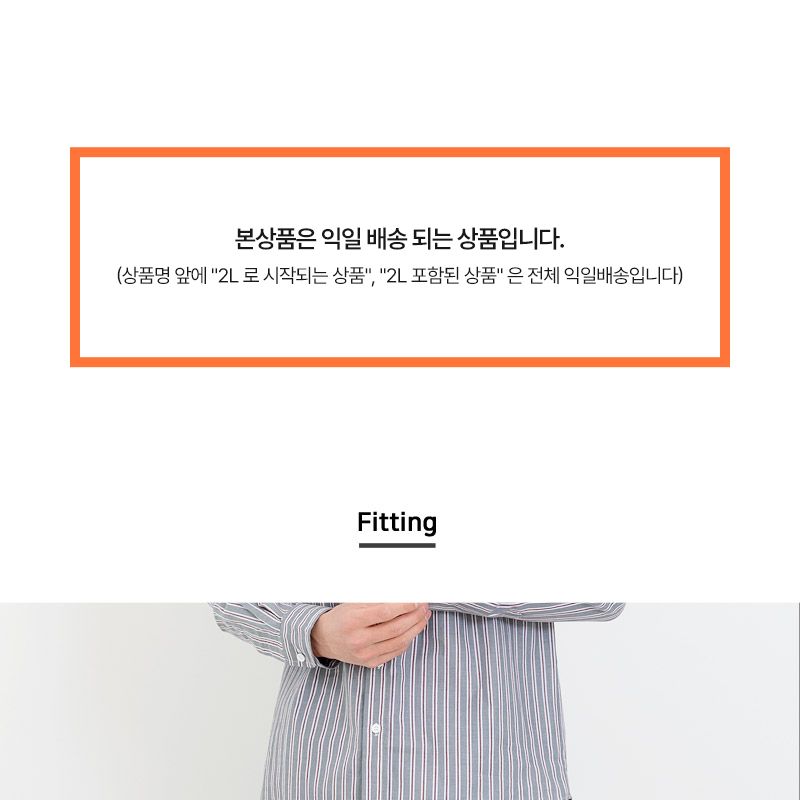 본상품은 익일 배송 되는 상품입니다.
(상품명 앞에 "2L 로 시작되는 상품", "2L 포함된 상품" 은 전체 익일배송입니다)
Fitting